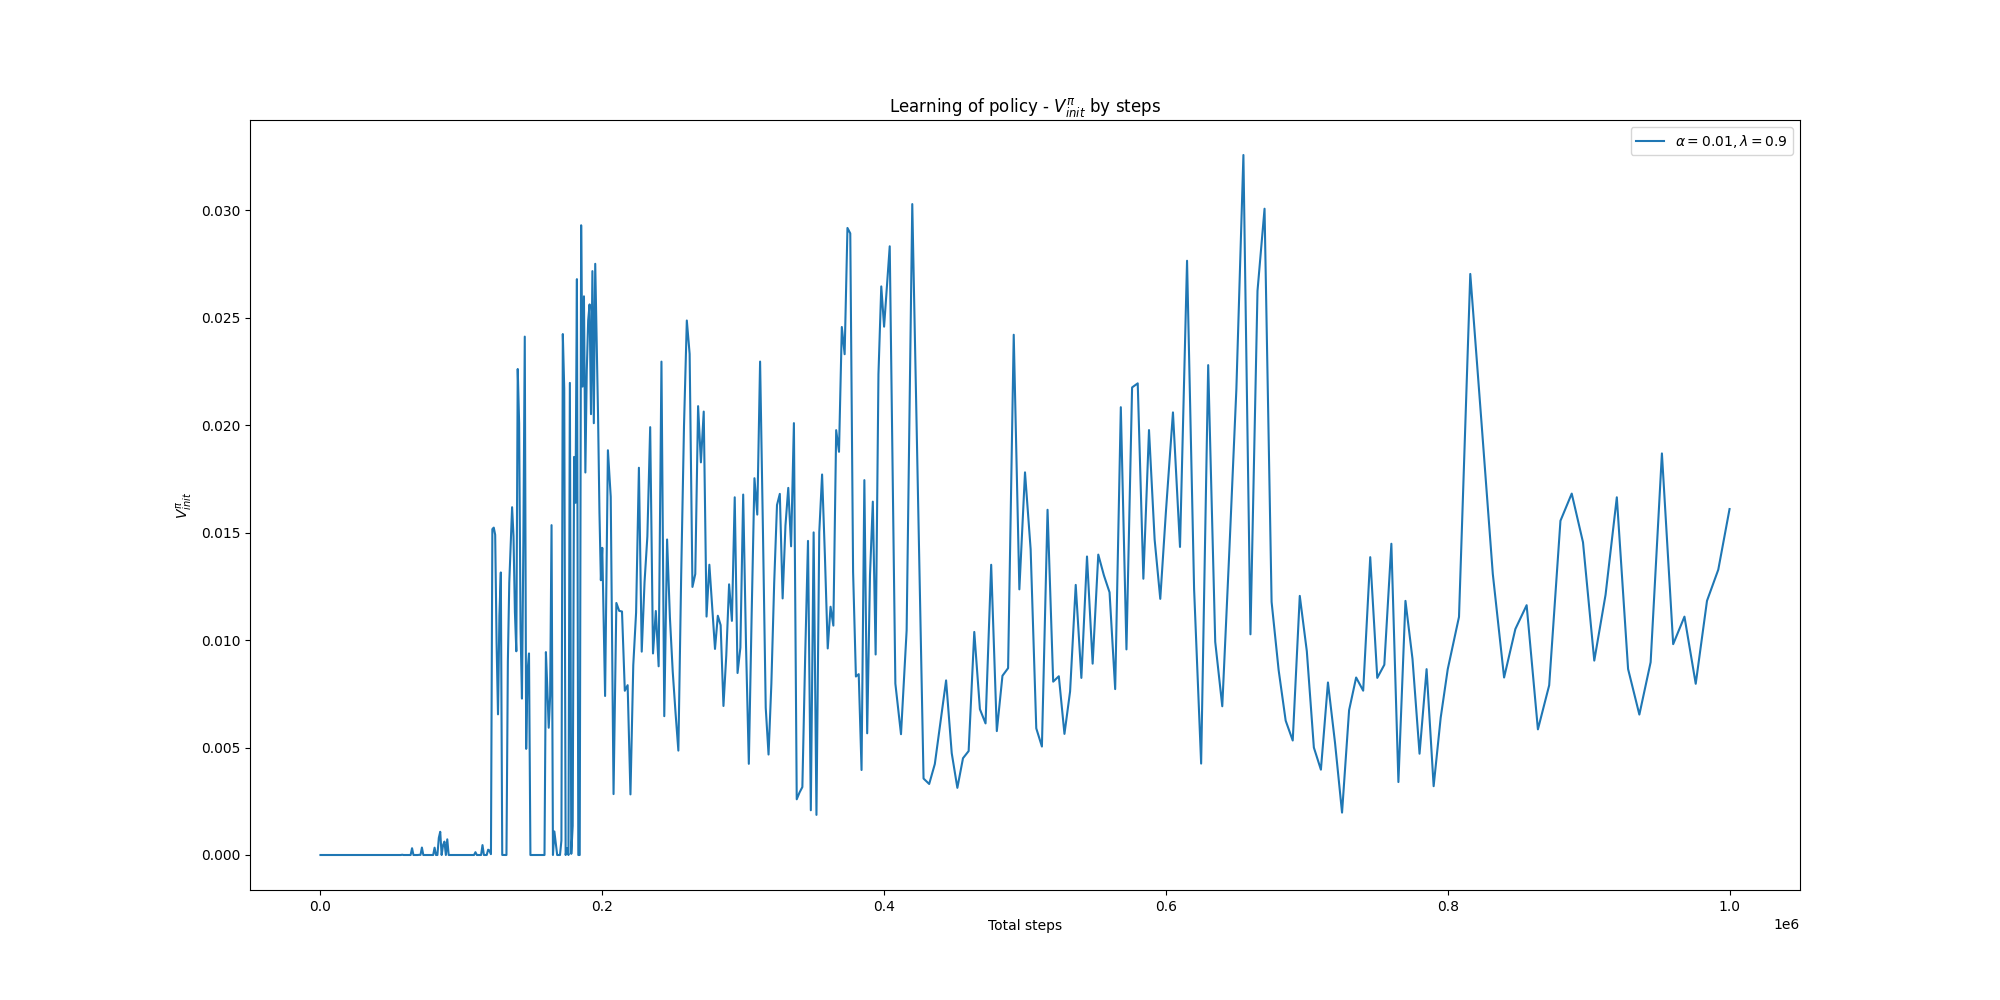 Learning of policy - $V_{init}^{\pi}$ by steps
α = 0.01, λ = 0.9
0.030
0.025
0.020
0.015
0.010
0.005
0.000
$V_{init}^{\pi}$
0.0 0.2 0.4 0.6 0.8 1.0
Total steps
1e6